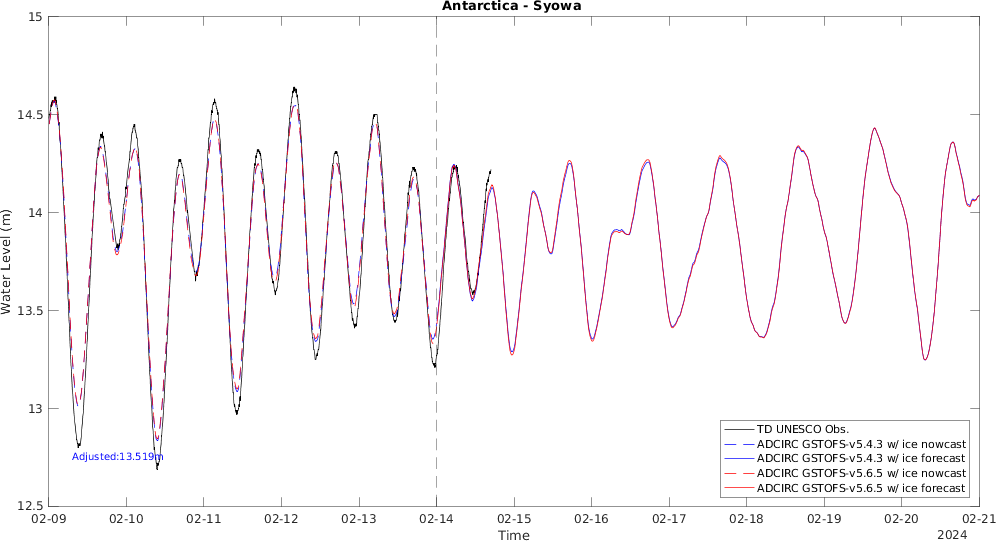 Antarctica - Syowa
15
14.5
14
13.5
13
12.5
Water Level (m)
Adjusted:13.519m
TD UNESCO Obs.
ADCIRC GSTOFS-v5.4.3 w/ ice nowcast
ADCIRC GSTOFS-v5.4.3 w/ ice forecast
ADCIRC GSTOFS-v5.6.5 w/ ice nowcast
ADCIRC GSTOFS-v5.6.5 w/ ice forecast
02-09 02-10 02-11 02-12 02-13 02-14 02-15 02-16 02-17 02-18 02-19 02-20 02-21
Time
2024